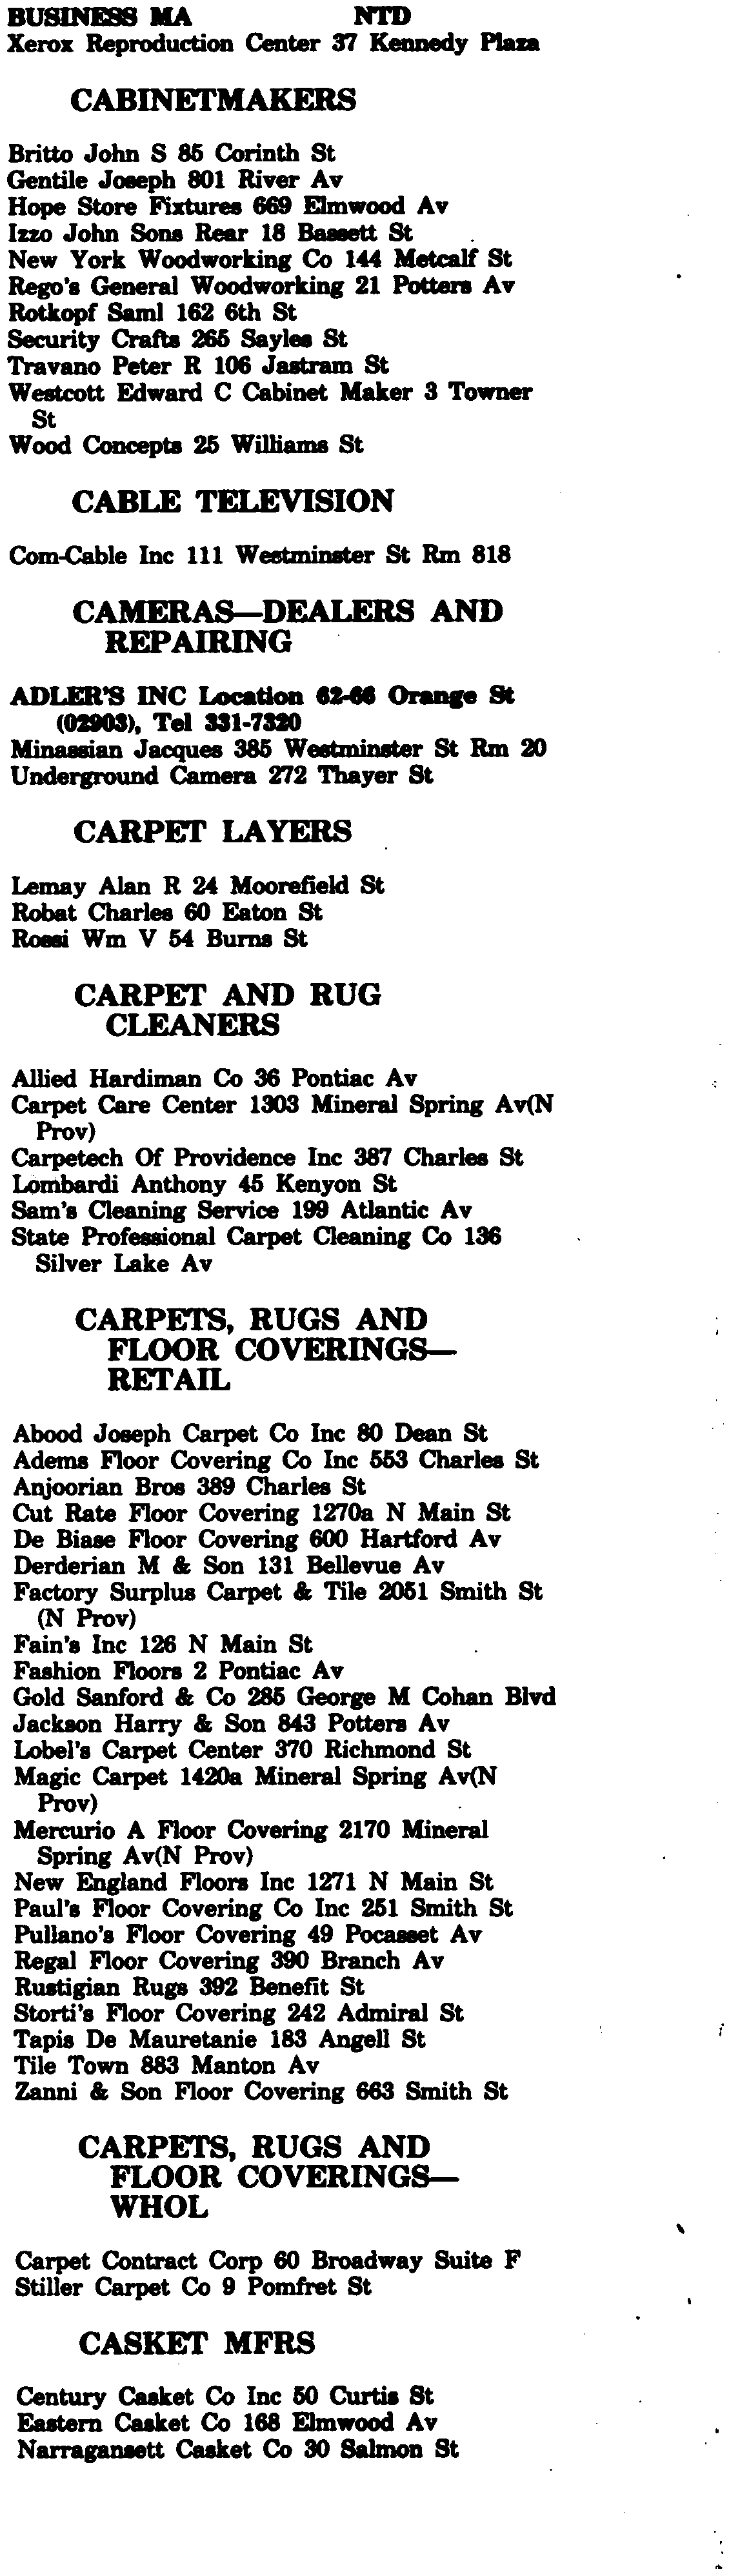 BUSINESS MA NTD
Xerox Reproduction Center 37 Kennedy Plaza
CABINETMAKERS
Britto John S 85 Corinth St
Gentile Joseph 801 River Av
Hope Store Fixtures 669 Elmwood Av
Izzo John Sons Rear 18 Bassett St
New York Woodworking Co 144 Metcalf St
Rego's General Woodworking 21 Potters Av
Rotkopf Saml 162 6th St
Security Crafts 265 Sayles St
Travano Peter R 106 Jastram St
Westcott Edward C Cabinet Maker 3 Towner
St
Wood Concepts 25 Williams St
CABLE TELEVISION
Com-Cable Inc 111 Westminster St Rm 818
CAMERAS—DEALERS AND
REPAIRING
ADLER'S INC Location 62-66 Orange St
(02903), Tel 331-7320
Minassian Jacques 385 Westminster St Rm 20
Underground Camera 272 Thayer St
CARPET LAYERS
Lemay Alan R 24 Moorefield St
Robat Charles 60 Eaton St
Rossi Wm V 54 Burns St
CARPET AND RUG
CLEANERS
Allied Hardiman Co 36 Pontiac Av
Carpet Care Center 1303 Mineral Spring Av(N
Prov)
Carpetech Of Providence Inc 387 Charles St
Lombardi Anthony 45 Kenyon St
Sam's Cleaning Service 199 Atlantic Av
State Professional Carpet Cleaning Co 136
Silver Lake Av
CARPETS, RUGS AND
FLOOR COVERINGS—
RETAIL
Abood Joseph Carpet Co Inc 80 Dean St
Adems Floor Covering Co Inc 553 Charles St
Anjoorian Bros 389 Charles St
Cut Rate Floor Covering 1270a N Main St
De Biase Floor Covering 600 Hartford Av
Derderian M & Son 131 Bellevue Av
Factory Surplus Carpet & Tile 2051 Smith St
(N Prov)
Fain's Inc 126 N Main St
Fashion Floors 2 Pontiac Av
Gold Sanford & Co 285 George M Cohan Blvd
Jackson Harry & Son 843 Potters Av
Lobel's Carpet Center 370 Richmond St
Magic Carpet 1420a Mineral Spring Av(N
Prov)
Mercurio A Floor Covering 2170 Mineral
Spring Av(N Prov)
New England Floors Inc 1271 N Main St
Paul's Floor Covering Co Inc 251 Smith St
Pullano's Floor Covering 49 Pocasset Av
Regal Floor Covering 390 Branch Av
Rustigian Rugs 392 Benefit St
Storti's Floor Covering 242 Admiral St
Tapis De Mauretanie 183 Angell St
Tile Town 883 Manton Av
Zanni & Son Floor Covering 663 Smith St
CARPETS, RUGS AND
FLOOR COVERINGS—
WHOL
Carpet Contract Corp 60 Broadway Suite F
Stiller Carpet Co 9 Pomfret St
CASKET MFRS
Century Casket Co Inc 50 Curtis St
Eastern Casket Co 168 Elmwood Av
Narragansett Casket Co 30 Salmon St